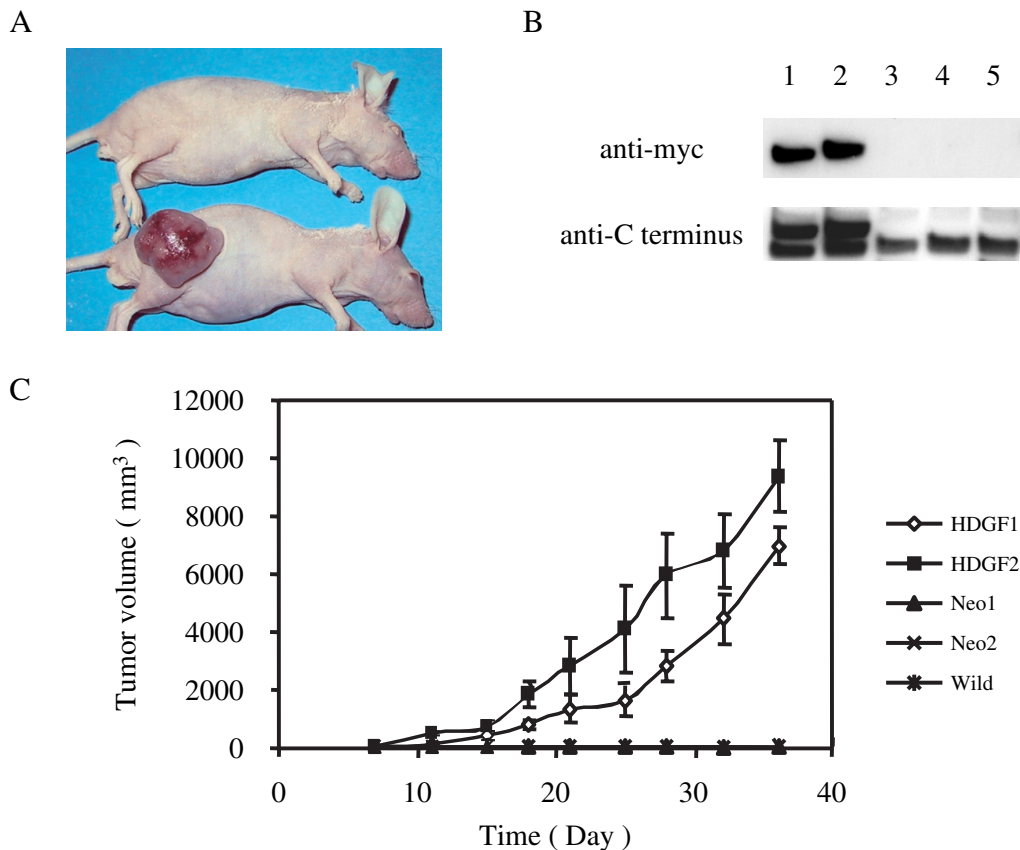 A
B
1 2 3 4 5
anti-myc
anti-C terminus
C
12000
10000
8000
6000
4000
2000
0
Tumor volume ( mm³ )
0 10 20 30 40
Time ( Day )
HDGF1
HDGF2
Neo1
Neo2
Wild